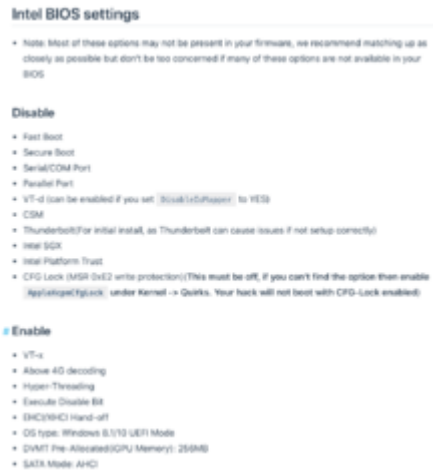 Intel BIOS settings
• Note: Most of these options may not be present in your firmware, we recommend matching up as
closely as possible but don't be too concerned if many of these options are not available in your
BIOS
Disable
• Fast Boot
• Secure Boot
• Serial/COM Port
• Parallel Port
• VT-d (can be enabled if you set DisableIoMapper to YES)
• CSM
• Thunderbolt(For initial install, as Thunderbolt can cause issues if not setup correctly)
• Intel SGX
• Intel Platform Trust
• CFG Lock (MSR 0xE2 write protection)(This must be off, if you can't find the option then enable
AppleXcpmCfgLock under Kernel -> Quirks. Your hack will not boot with CFG-Lock enabled)
# Enable
• VT-x
• Above 4G decoding
• Hyper-Threading
• Execute Disable Bit
• EHCI/XHCI Hand-off
• OS type: Windows 8.1/10 UEFI Mode
• DVMT Pre-Allocated(iGPU Memory): 256MB
• SATA Mode: AHCI